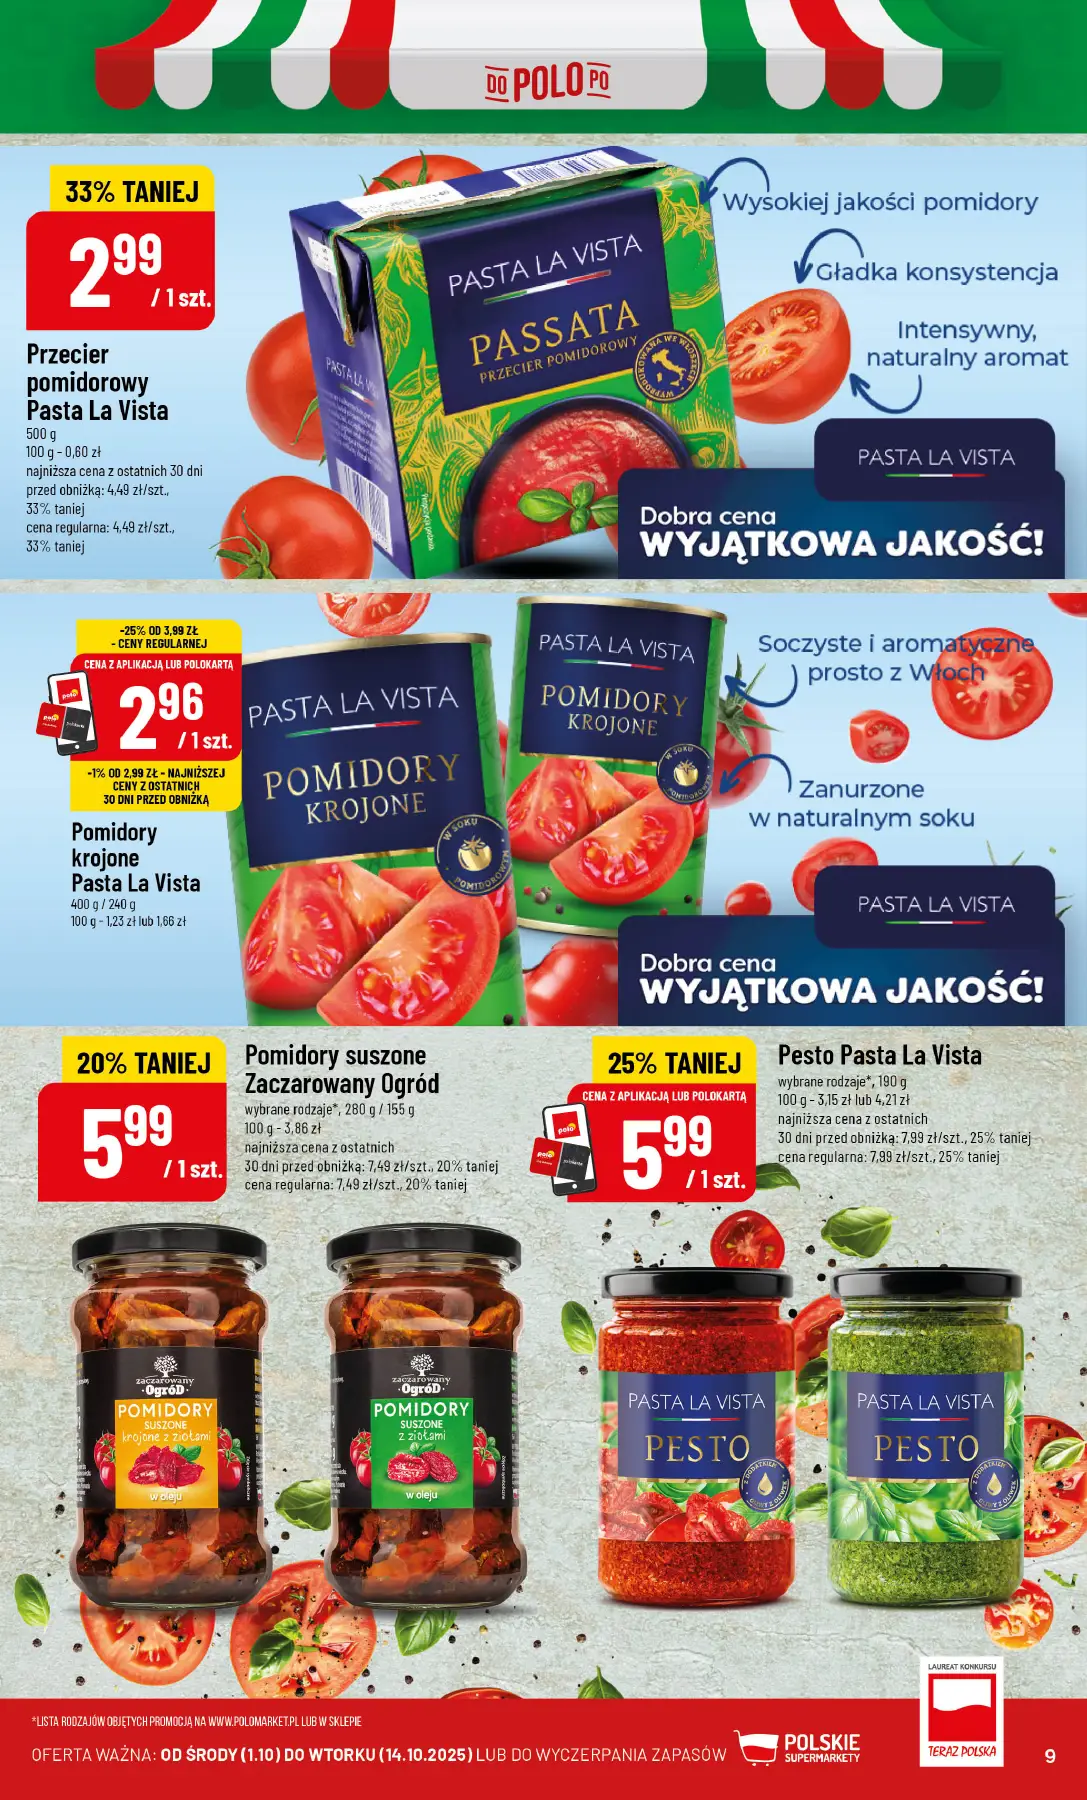 DO POLO PO
33% TANIEJ
2 99
/ 1 szt.
Przecier
pomidorowy
Pasta La Vista
500 g
100 g - 0,60 zł
najniższa cena z ostatnich 30 dni
przed obniżką: 4,49 zł/szt.,
33% taniej
cena regularna: 4,49 zł/szt.,
33% taniej
PASTA LA VISTA
PASSATA
PRZECIER POMIDOROWY
WYPRODUKOWANA WE WŁOSZECH
Wysokiej jakości pomidory
Gładka konsystencja
Intensywny,
naturalny aromat
PASTA LA VISTA
Dobra cena
WYJĄTKOWA JAKOŚĆ!
-25% OD 3,99 ZŁ
- CENY REGULARNEJ
CENA Z APLIKACJĄ LUB POLOKARTĄ
2 96
/ 1 szt.
-1% OD 2,99 ZŁ - NAJNIŻSZEJ
CENY Z OSTATNICH
30 DNI PRZED OBNIŻKĄ
Pomidory
krojone
Pasta La Vista
400 g / 240 g
100 g - 1,23 zł lub 1,66 zł
PASTA LA VISTA
POMIDORY
KROJONE
W SOKU POMIDOROWYM
PASTA LA VISTA
POMIDORY
KROJONE
W SOKU POMIDOROWYM
Soczyste i aromatyczne
prosto z Włoch
Zanurzone
w naturalnym soku
PASTA LA VISTA
Dobra cena
WYJĄTKOWA JAKOŚĆ!
20% TANIEJ
5 99
/ 1 szt.
Pomidory suszone
Zaczarowany Ogród
wybrane rodzaje*, 280 g / 155 g
100 g - 3,86 zł
najniższa cena z ostatnich
30 dni przed obniżką: 7,49 zł/szt., 20% taniej
cena regularna: 7,49 zł/szt., 20% taniej
25% TANIEJ
CENA Z APLIKACJĄ LUB POLOKARTĄ
5 99
/ 1 szt.
Pesto Pasta La Vista
wybrane rodzaje*, 190 g
100 g - 3,15 zł lub 4,21 zł
najniższa cena z ostatnich
30 dni przed obniżką: 7,99 zł/szt., 25% taniej
cena regularna: 7,99 zł/szt., 25% taniej
zaczarowany
OgróD
POMIDORY
SUSZONE
krojone z ziołami
w oleju
zaczarowany
OgróD
POMIDORY
SUSZONE
z ziołami
w oleju
PASTA LA VISTA
PESTO
Z DODATKIEM OLIWY Z OLIWEK
PASTA LA VISTA
PESTO
Z DODATKIEM OLIWY Z OLIWEK
*LISTA RODZAJÓW OBJĘTYCH PROMOCJĄ NA WWW.POLOMARKET.PL LUB W SKLEPIE
OFERTA WAŻNA: OD ŚRODY (1.10) DO WTORKU (14.10.2025) LUB DO WYCZERPANIA ZAPASÓW
POLSKIE
SUPERMARKETY
LAUREAT KONKURSU
TERAZ POLSKA
9